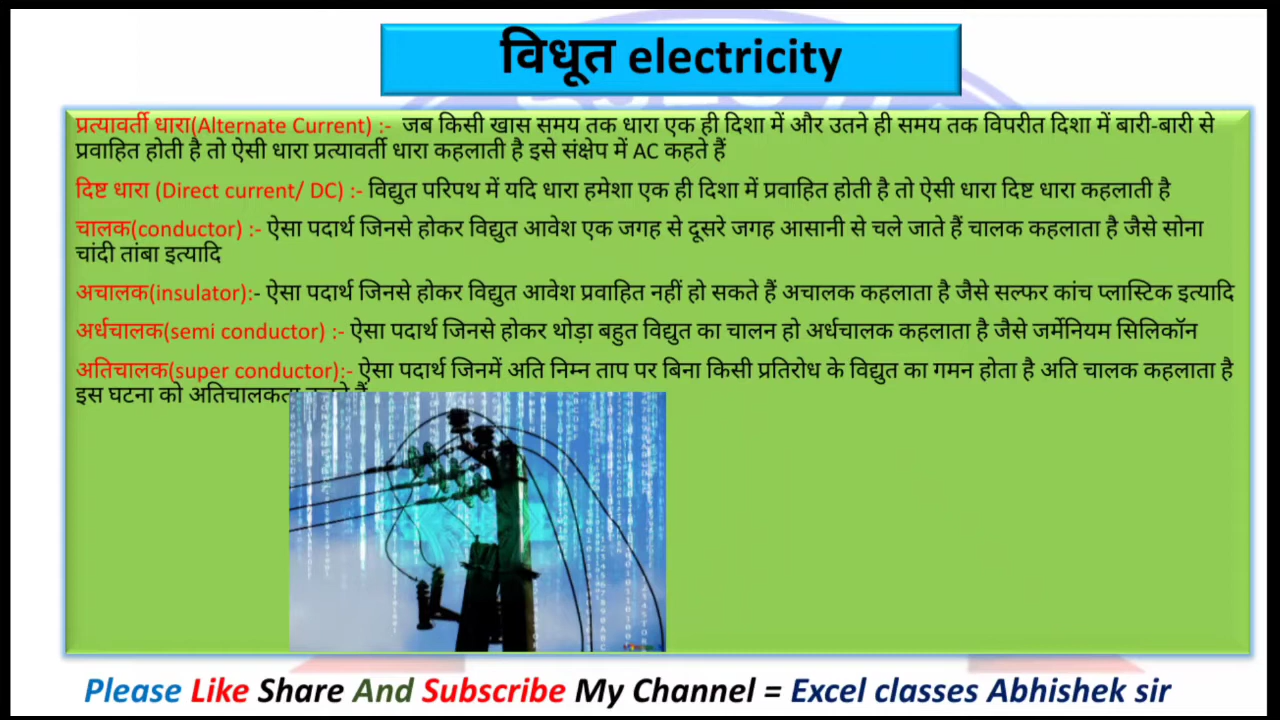 विधूत electricity
प्रत्यावर्ती धारा(Alternate Current) :- जब किसी खास समय तक धारा एक ही दिशा में और उतने ही समय तक विपरीत दिशा में बारी-बारी से
प्रवाहित होती है तो ऐसी धारा प्रत्यावर्ती धारा कहलाती है इसे संक्षेप में AC कहते हैं
दिष्ट धारा (Direct current/ DC) :- विद्युत परिपथ में यदि धारा हमेशा एक ही दिशा में प्रवाहित होती है तो ऐसी धारा दिष्ट धारा कहलाती है
चालक(conductor) :- ऐसा पदार्थ जिनसे होकर विद्युत आवेश एक जगह से दूसरे जगह आसानी से चले जाते हैं चालक कहलाता है जैसे सोना
चांदी तांबा इत्यादि
अचालक(insulator):- ऐसा पदार्थ जिनसे होकर विद्युत आवेश प्रवाहित नहीं हो सकते हैं अचालक कहलाता है जैसे सल्फर कांच प्लास्टिक इत्यादि
अर्धचालक(semi conductor) :- ऐसा पदार्थ जिनसे होकर थोड़ा बहुत विद्युत का चालन हो अर्धचालक कहलाता है जैसे जर्मेनियम सिलिकॉन
अतिचालक(super conductor):- ऐसा पदार्थ जिनमें अति निम्न ताप पर बिना किसी प्रतिरोध के विद्युत का गमन होता है अति चालक कहलाता है
इस घटना को
Please Like Share And Subscribe My Channel = Excel classes Abhishek sir